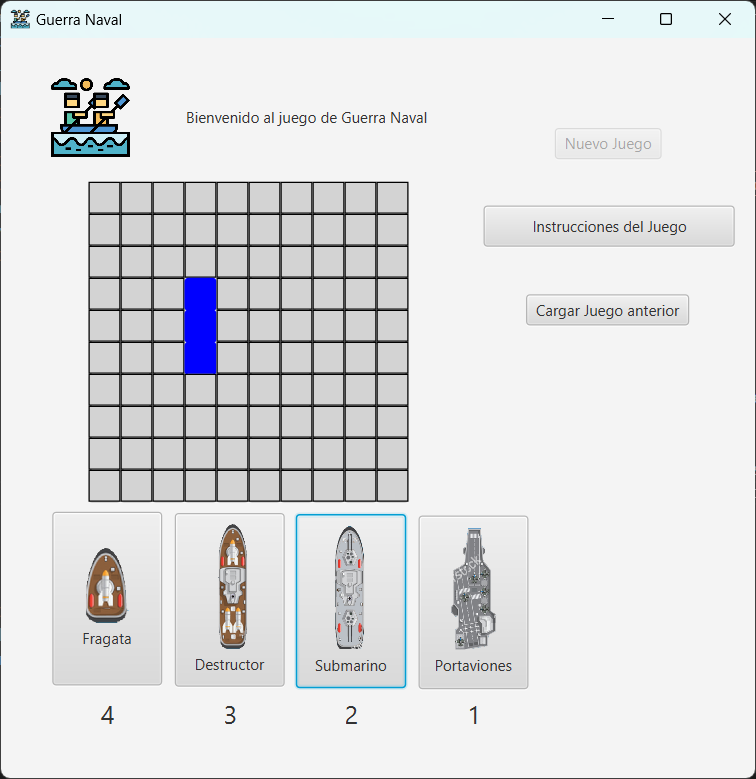 Guerra Naval
Bienvenido al juego de Guerra Naval
Nuevo Juego
Instrucciones del Juego
Cargar Juego anterior
Fragata
Destructor
Submarino
Portaviones
4
3
2
1